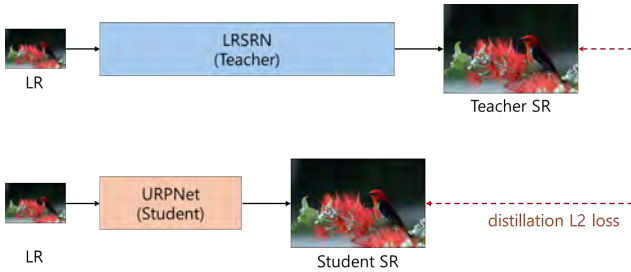 LRSRN
(Teacher)
LR
Teacher SR
URPNet
(Student)
distillation L2 loss
LR
Student SR